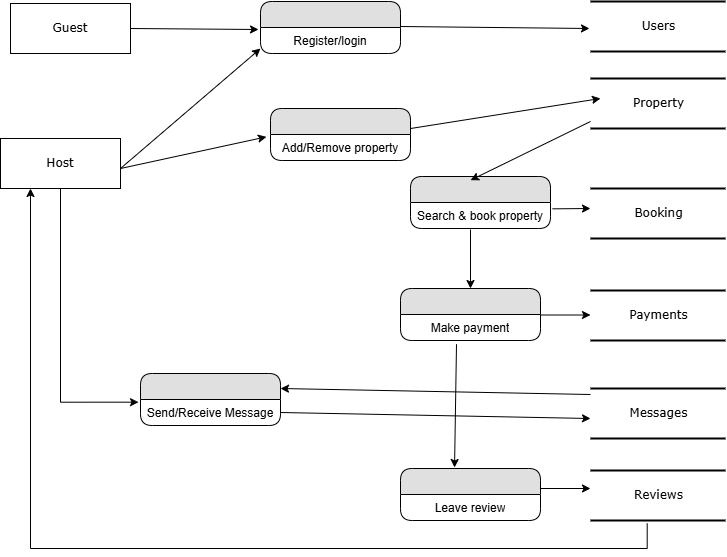 Guest
Register/login
Users
Property
Add/Remove property
Host
Search & book property
Booking
Make payment
Payments
Send/Receive Message
Messages
Leave review
Reviews